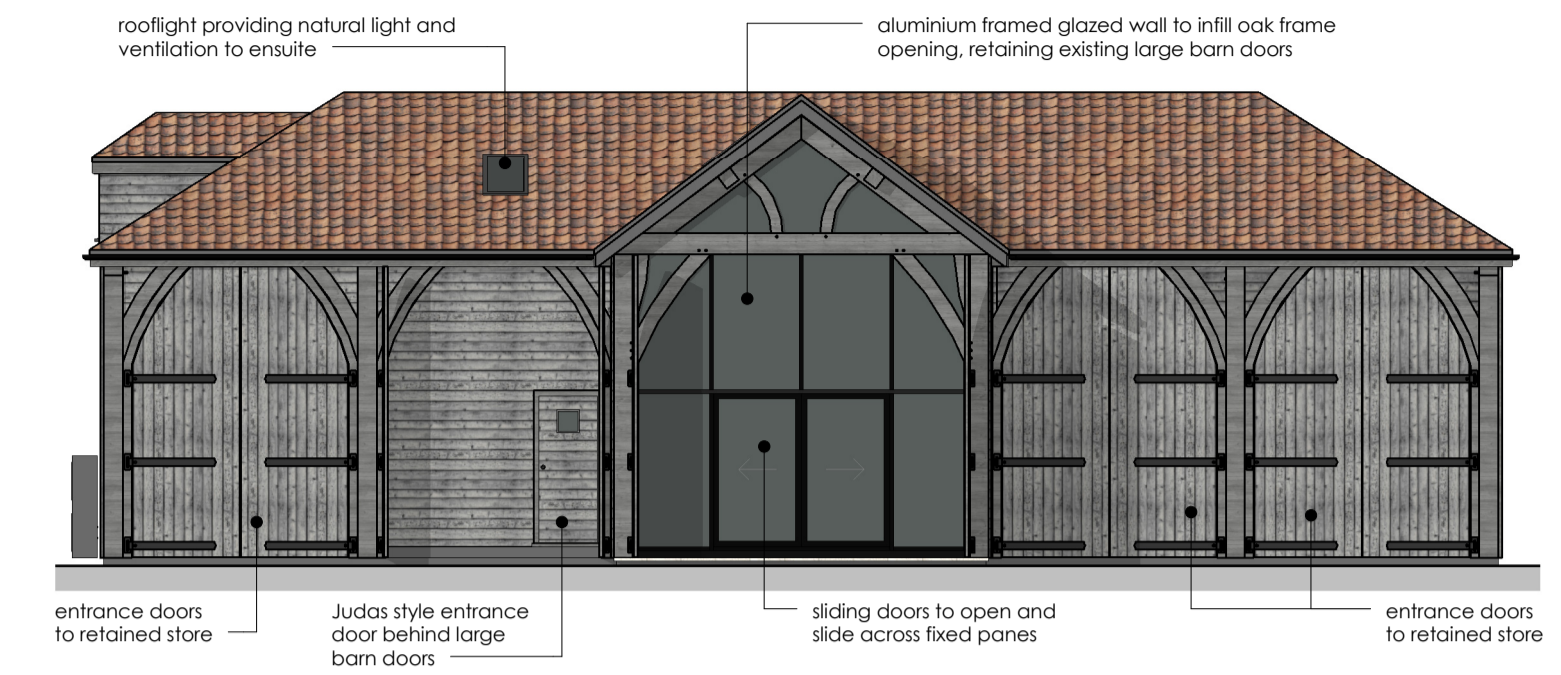 rooflight providing natural light and
ventilation to ensuite
aluminium framed glazed wall to infill oak frame
opening, retaining existing large barn doors
entrance doors
to retained store
Judas style entrance
door behind large
barn doors
sliding doors to open and
slide across fixed panes
entrance doors
to retained store